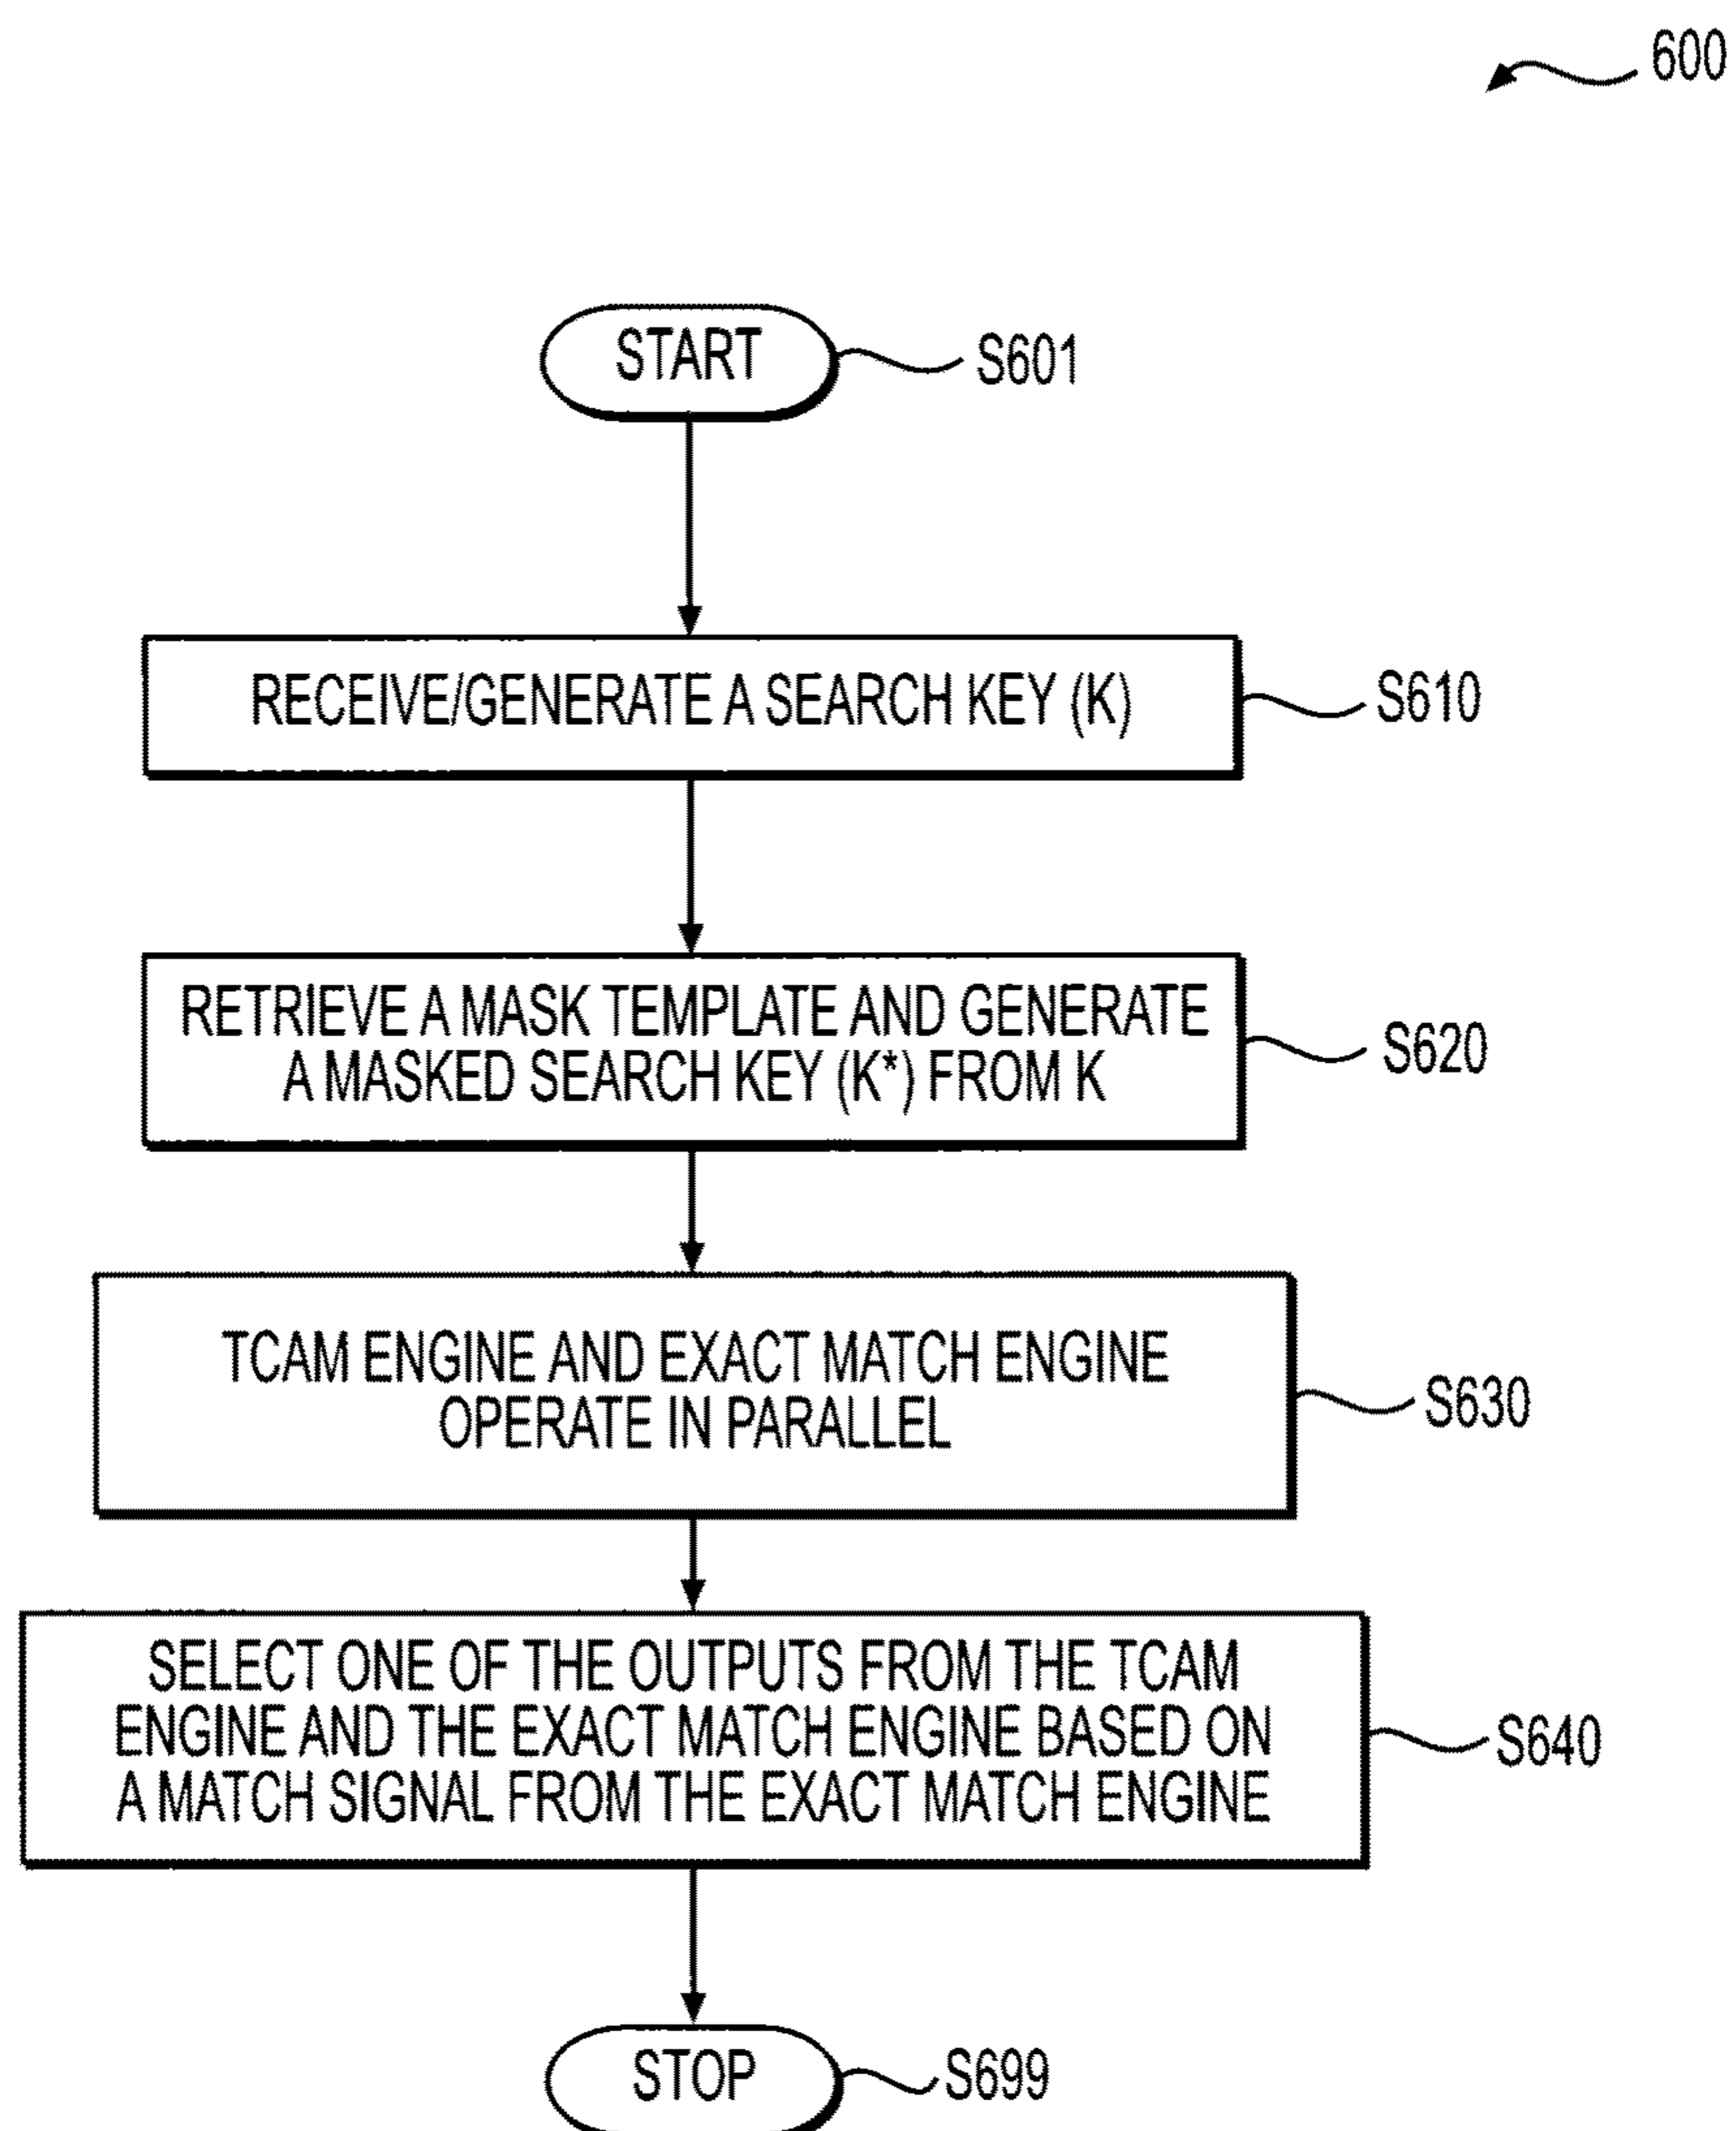 600
START
S601
RECEIVE/GENERATE A SEARCH KEY (K)
S610
RETRIEVE A MASK TEMPLATE AND GENERATE
A MASKED SEARCH KEY (K*) FROM K
S620
TCAM ENGINE AND EXACT MATCH ENGINE
OPERATE IN PARALLEL
S630
SELECT ONE OF THE OUTPUTS FROM THE TCAM
ENGINE AND THE EXACT MATCH ENGINE BASED ON
A MATCH SIGNAL FROM THE EXACT MATCH ENGINE
S640
STOP
S699